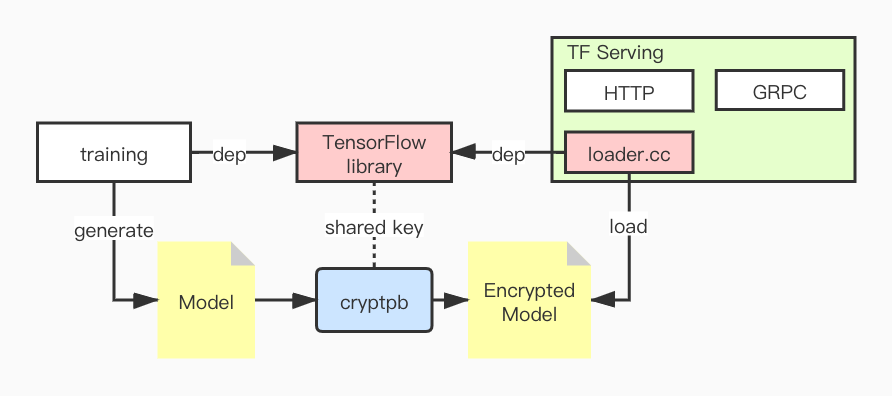 TF Serving
HTTP
GRPC
training
dep
TensorFlow
library
dep
loader.cc
generate
shared key
load
Model
cryptpb
Encrypted
Model